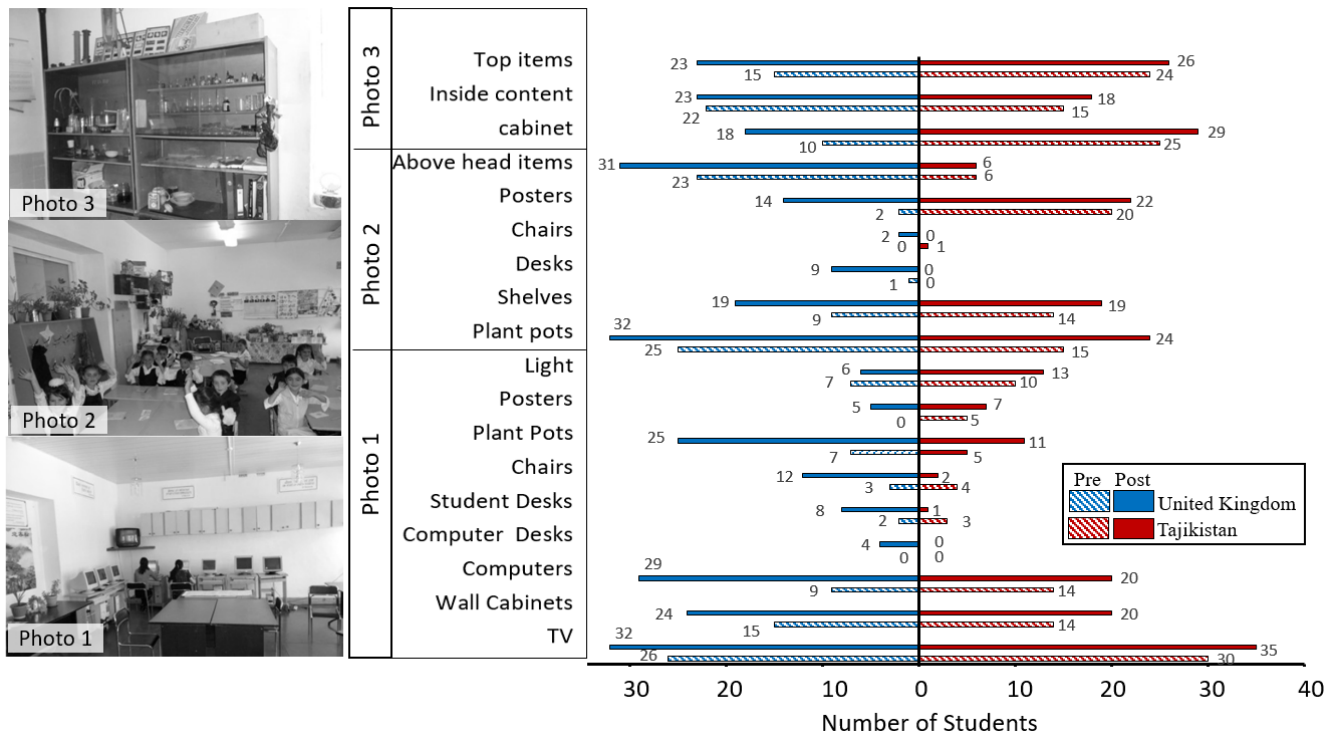 Photo 3
Photo 2
Photo 1
Photo 3
Top items
23
26
15
24
Inside content
23
18
22
15
cabinet
18
29
10
25
Photo 2
Above head items
31
6
23
6
Posters
14
22
2
20
Chairs
2
0
0
1
Desks
9
0
1
0
Shelves
19
19
9
14
Plant pots
32
24
25
15
Photo 1
Light
6
13
7
10
Posters
5
7
0
5
Plant Pots
25
11
7
5
Chairs
12
2
3
4
Student Desks
8
1
2
3
Computer Desks
4
0
0
0
Computers
29
20
9
14
Wall Cabinets
24
20
15
14
TV
32
35
26
30
Pre Post
United Kingdom
Tajikistan
30 20 10 0 10 20 30 40
Number of Students